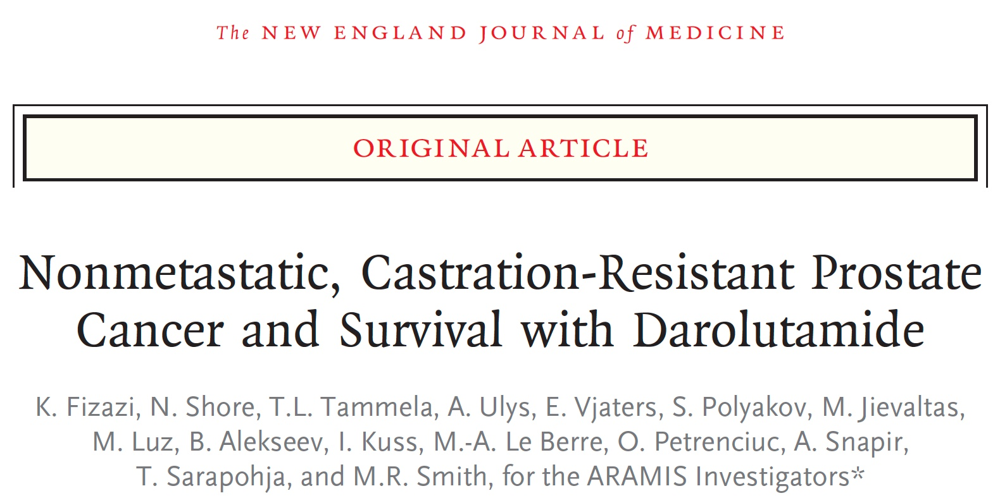 The NEW ENGLAND JOURNAL of MEDICINE
ORIGINAL ARTICLE
Nonmetastatic, Castration-Resistant Prostate
Cancer and Survival with Darolutamide
K. Fizazi, N. Shore, T.L. Tammela, A. Ulys, E. Vjaters, S. Polyakov, M. Jievaltas,
M. Luz, B. Alekseev, I. Kuss, M.-A. Le Berre, O. Petrenciuc, A. Snapir,
T. Sarapohja, and M.R. Smith, for the ARAMIS Investigators*